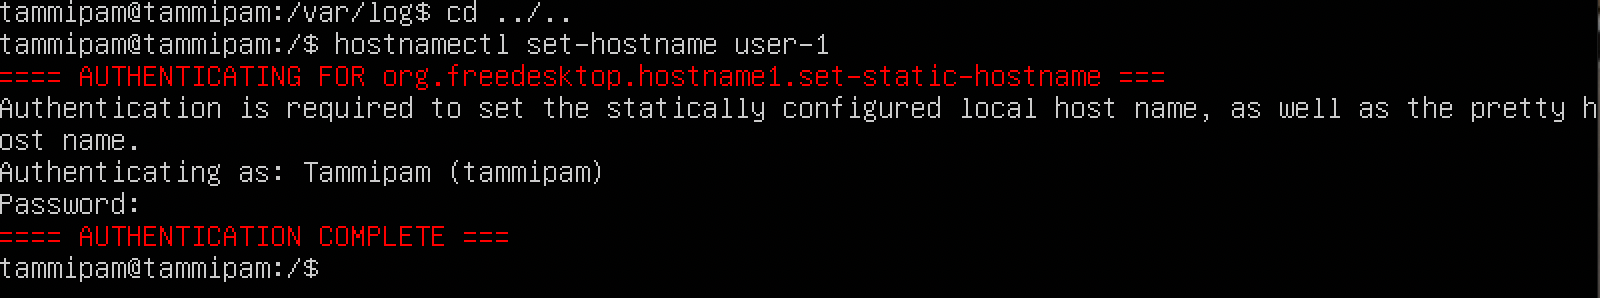 tammipam@tammipam:/var/log$ cd ../..
tammipam@tammipam:/$ hostnamectl set-hostname user-1
==== AUTHENTICATING FOR org.freedesktop.hostname1.set-static-hostname ===
Authentication is required to set the statically configured local host name, as well as the pretty h
ost name.
Authenticating as: Tammipam (tammipam)
Password:
==== AUTHENTICATION COMPLETE ===
tammipam@tammipam:/$